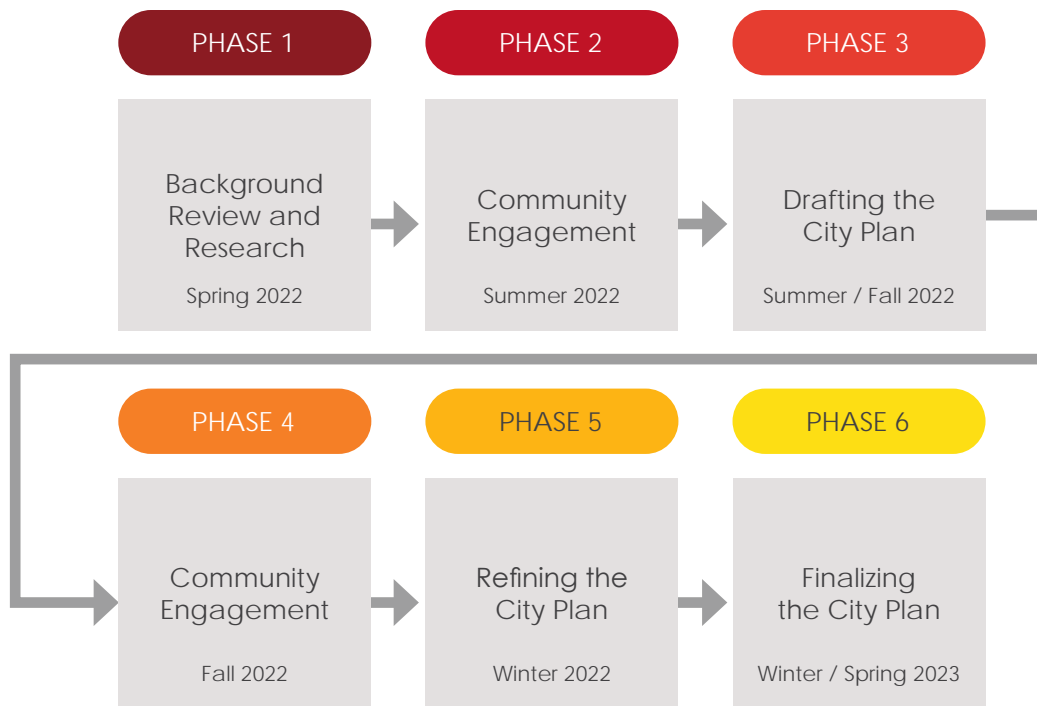 PHASE 1
PHASE 2
PHASE 3
Background
Review and
Research
Spring 2022
Community
Engagement
Summer 2022
Drafting the
City Plan
Summer / Fall 2022
PHASE 4
PHASE 5
PHASE 6
Community
Engagement
Fall 2022
Refining the
City Plan
Winter 2022
Finalizing
the City Plan
Winter / Spring 2023